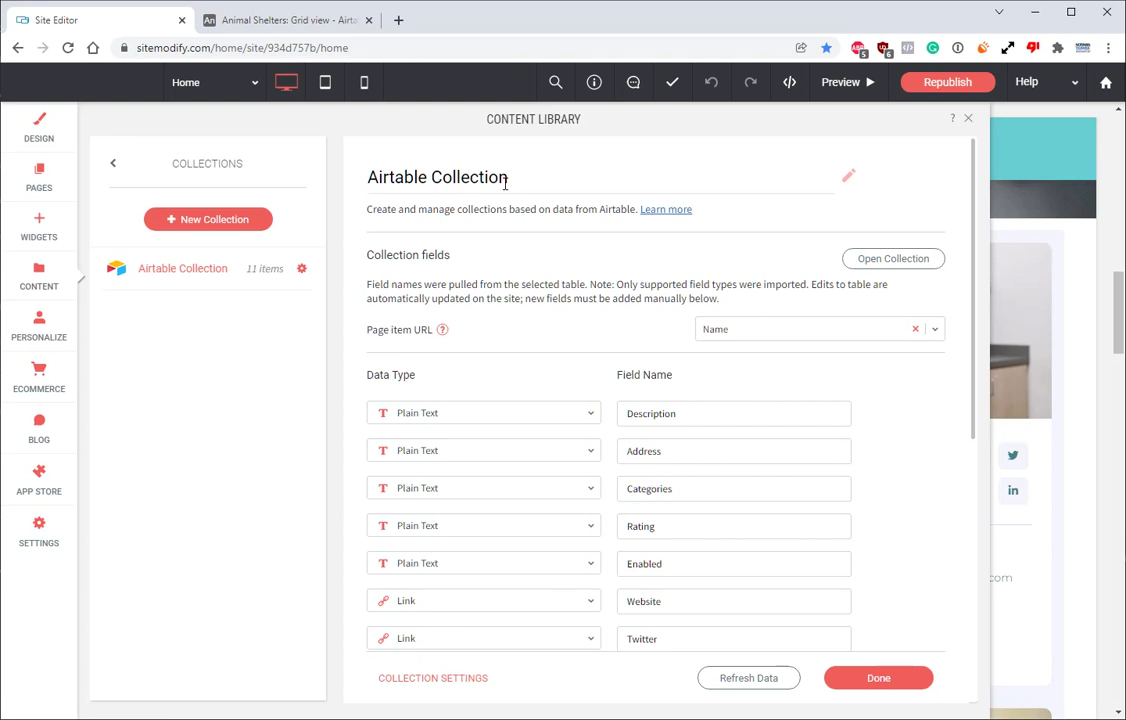 Site Editor
An Animal Shelters: Grid view - Airta
sitemodify.com/home/site/934d757b/home
5
6
Home
Preview
Republish
Help
DESIGN
PAGES
WIDGETS
CONTENT
PERSONALIZE
ECOMMERCE
BLOG
APP STORE
SETTINGS
CONTENT LIBRARY
?
COLLECTIONS
+ New Collection
Airtable Collection 11 items
Airtable Collection
Create and manage collections based on data from Airtable. Learn more
Collection fields
Open Collection
Field names were pulled from the selected table. Note: Only supported field types were imported. Edits to table are
automatically updated on the site; new fields must be added manually below.
Page item URL ?
Name
Data Type Field Name
T Plain Text Description
T Plain Text Address
T Plain Text Categories
T Plain Text Rating
T Plain Text Enabled
Link Website
Link Twitter
COLLECTION SETTINGS
Refresh Data
Done
in
com